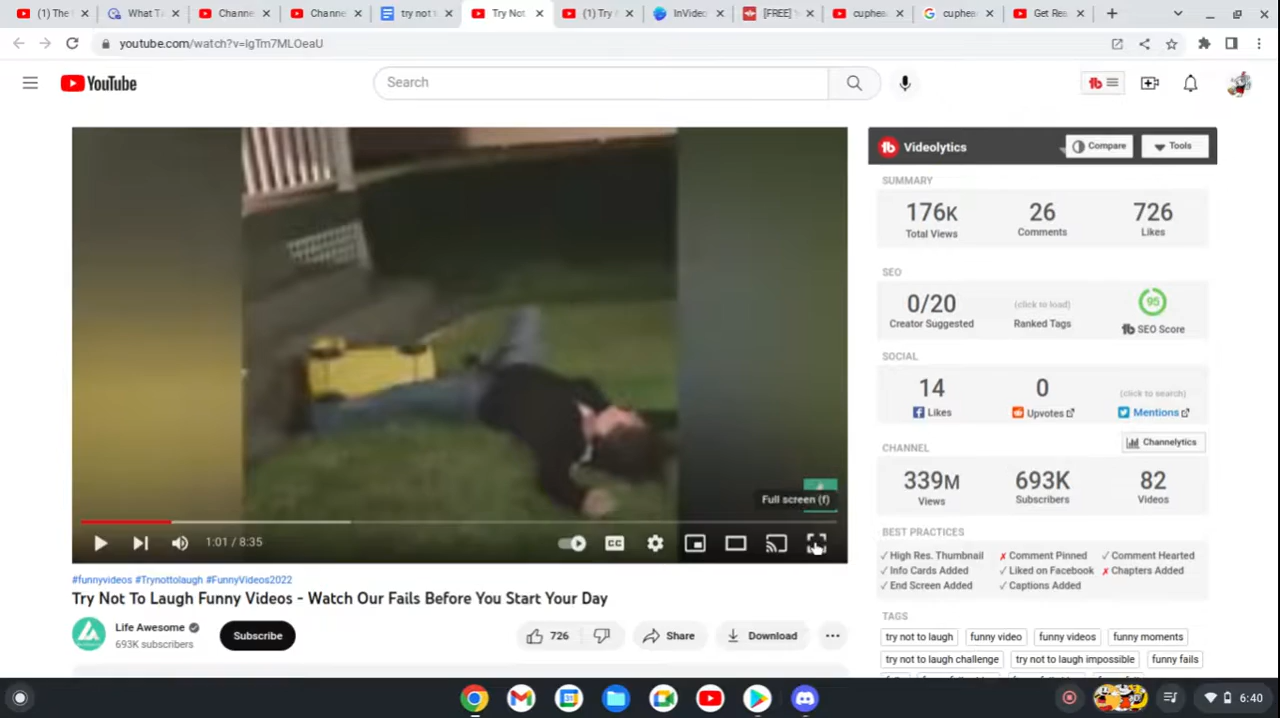 (1) The
What T
Channe
Channe
try not t
Try Not
(1) Try
InVideo
[FREE]
cuphea
cuphea
Get Rea
youtube.com/watch?v=lgTm7MLOeaU
YouTube
Search
Videolytics
Compare
Tools
SUMMARY
176K
26
726
Total Views
Comments
Likes
SEO
0/20
(click to load)
95
Creator Suggested
Ranked Tags
tb SEO Score
SOCIAL
14
0
(click to search)
Likes
Upvotes
Mentions
CHANNEL
Channelytics
339M
693K
82
Views
Subscribers
Videos
BEST PRACTICES
✓ High Res. Thumbnail
✗ Comment Pinned
✓ Comment Hearted
✓ Info Cards Added
✓ Liked on Facebook
✗ Chapters Added
✓ End Screen Added
✓ Captions Added
TAGS
try not to laugh
funny video
funny videos
funny moments
try not to laugh challenge
try not to laugh impossible
funny fails
Full screen (f)
1:01 / 8:35
CC
#funnyvideos #Trynottolaugh #FunnyVideos2022
Try Not To Laugh Funny Videos - Watch Our Fails Before You Start Your Day
Life Awesome
693K subscribers
Subscribe
726
Share
Download
6:40